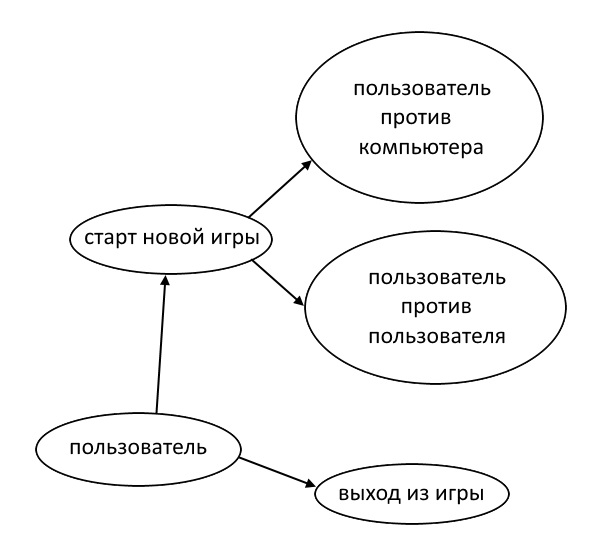 пользователь
против
компьютера
старт новой игры
пользователь
против
пользователя
пользователь
выход из игры